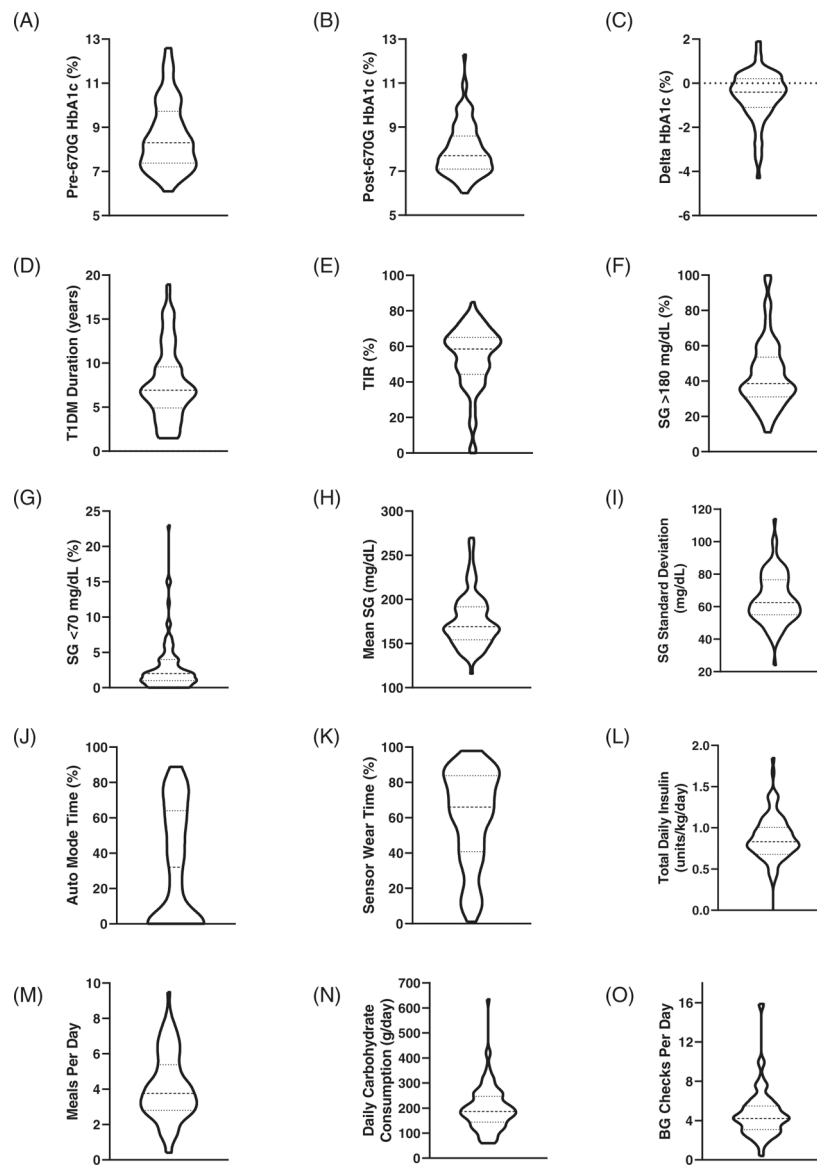 (A)
Pre-670G HbA1c (%)
13
11
9
7
5
(B)
Post-670G HbA1c (%)
13
11
9
7
5
(C)
Delta HbA1c (%)
2
0
-2
-4
-6
(D)
T1DM Duration (years)
20
15
10
5
0
(E)
TIR (%)
100
80
60
40
20
0
(F)
SG >180 mg/dL (%)
100
80
60
40
20
0
(G)
SG <70 mg/dL (%)
25
20
15
10
5
0
(H)
Mean SG (mg/dL)
300
250
200
150
100
(I)
SG Standard Deviation
(mg/dL)
120
100
80
60
40
20
(J)
Auto Mode Time (%)
100
80
60
40
20
0
(K)
Sensor Wear Time (%)
100
80
60
40
20
0
(L)
Total Daily Insulin
(units/kg/day)
2.0
1.5
1.0
0.5
0.0
(M)
Meals Per Day
10
8
6
4
2
0
(N)
Daily Carbohydrate
Consumption (g/day)
700
600
500
400
300
200
100
0
(O)
BG Checks Per Day
16
12
8
4
0